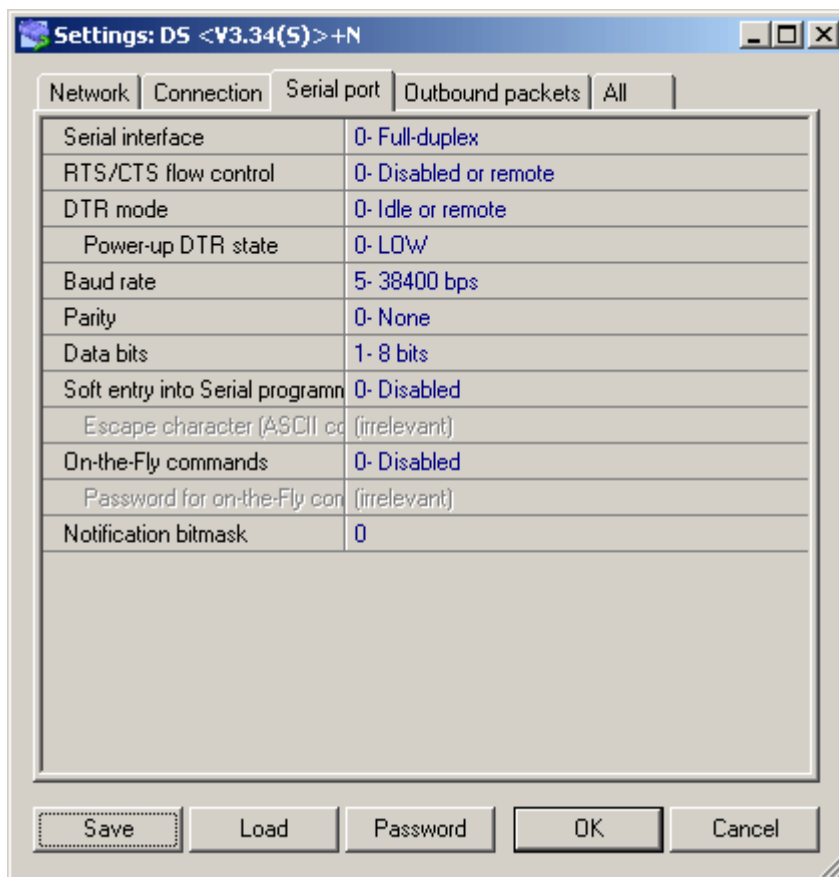 Settings: DS <V3.34(S)>+N
Network Connection Serial port Outbound packets All
Serial interface 0- Full-duplex
RTS/CTS flow control 0- Disabled or remote
DTR mode 0- Idle or remote
Power-up DTR state 0- LOW
Baud rate 5- 38400 bps
Parity 0- None
Data bits 1- 8 bits
Soft entry into Serial programn 0- Disabled
Escape character (ASCII co (irrelevant)
On-the-Fly commands 0- Disabled
Password for on-the-Fly con (irrelevant)
Notification bitmask 0
Save Load Password OK Cancel